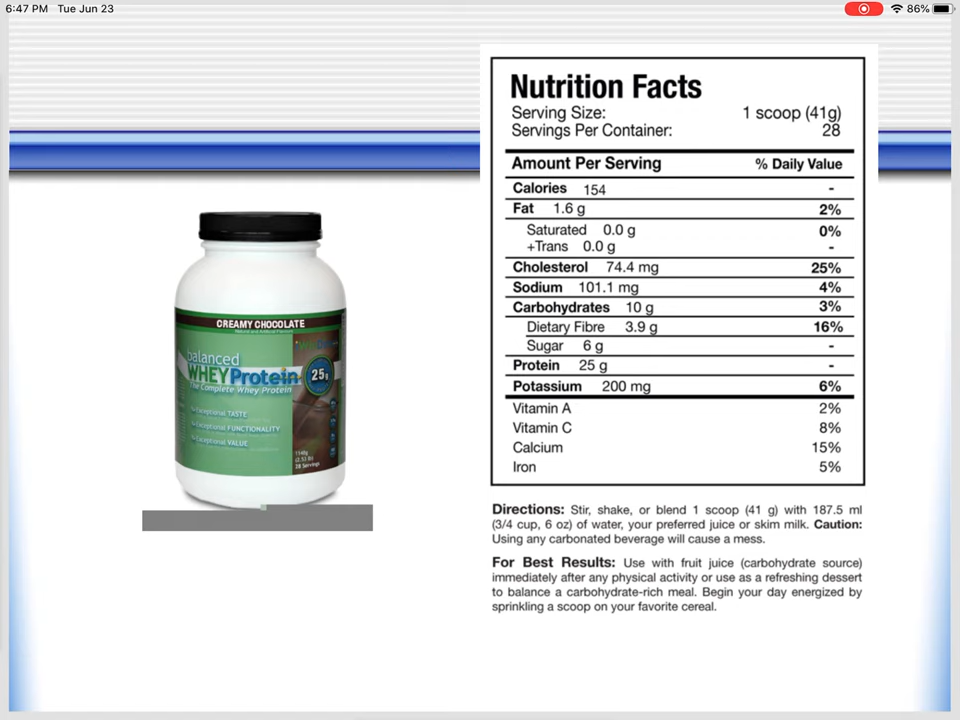 6:47 PM Tue Jun 23
86%
Nutrition Facts
Serving Size: 1 scoop (41g)
Servings Per Container: 28
Amount Per Serving % Daily Value
Calories 154 -
Fat 1.6 g 2%
Saturated 0.0 g 0%
+Trans 0.0 g -
Cholesterol 74.4 mg 25%
Sodium 101.1 mg 4%
Carbohydrates 10 g 3%
Dietary Fibre 3.9 g 16%
Sugar 6 g -
Protein 25 g -
Potassium 200 mg 6%
Vitamin A 2%
Vitamin C 8%
Calcium 15%
Iron 5%
Directions: Stir, shake, or blend 1 scoop (41 g) with 187.5 ml
(3/4 cup, 6 oz) of water, your preferred juice or skim milk. Caution:
Using any carbonated beverage will cause a mess.
For Best Results: Use with fruit juice (carbohydrate source)
immediately after any physical activity or use as a refreshing dessert
to balance a carbohydrate-rich meal. Begin your day energized by
sprinkling a scoop on your favorite cereal.
CREAMY CHOCOLATE
Natural and Artificial Flavours
balanced
WHEYProtein
25g
The Complete Whey Protein
Exceptional TASTE
Exceptional FUNCTIONALITY
Exceptional VALUE
(2.53 lb)
28 Servings